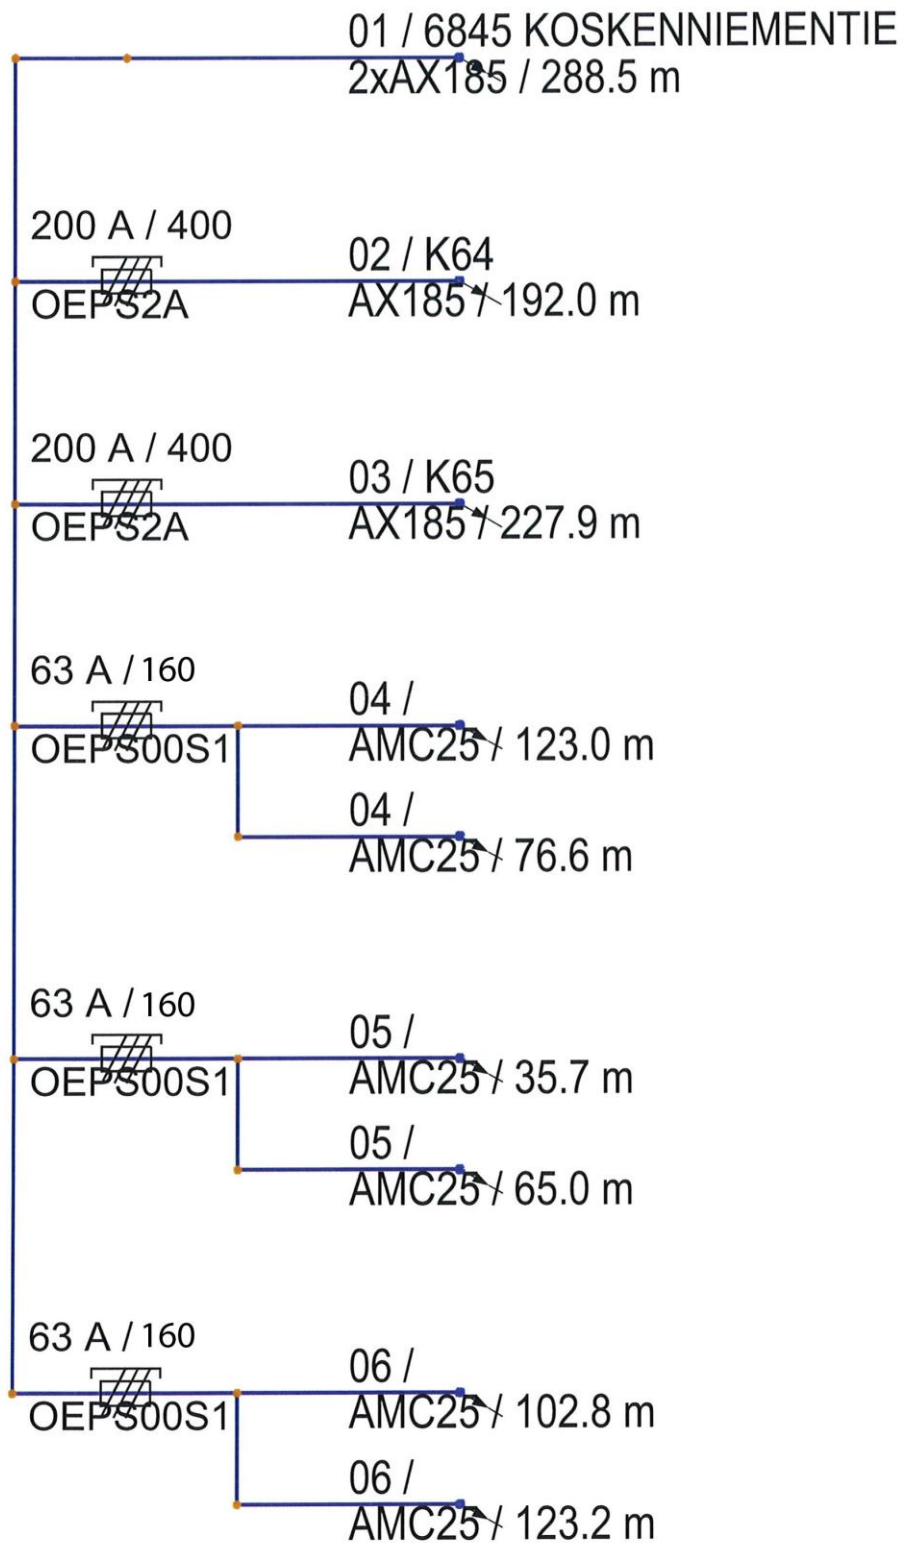 01 / 6845 KOSKENNIEMENTIE
2xAX185 / 288.5 m
200 A / 400
OEPS2A
02 / K64
AX185 / 192.0 m
200 A / 400
OEPS2A
03 / K65
AX185 / 227.9 m
63 A / 160
OEPS00S1
04 /
AMC25 / 123.0 m
04 /
AMC25 / 76.6 m
63 A / 160
OEPS00S1
05 /
AMC25 / 35.7 m
05 /
AMC25 / 65.0 m
63 A / 160
OEPS00S1
06 /
AMC25 / 102.8 m
06 /
AMC25 / 123.2 m